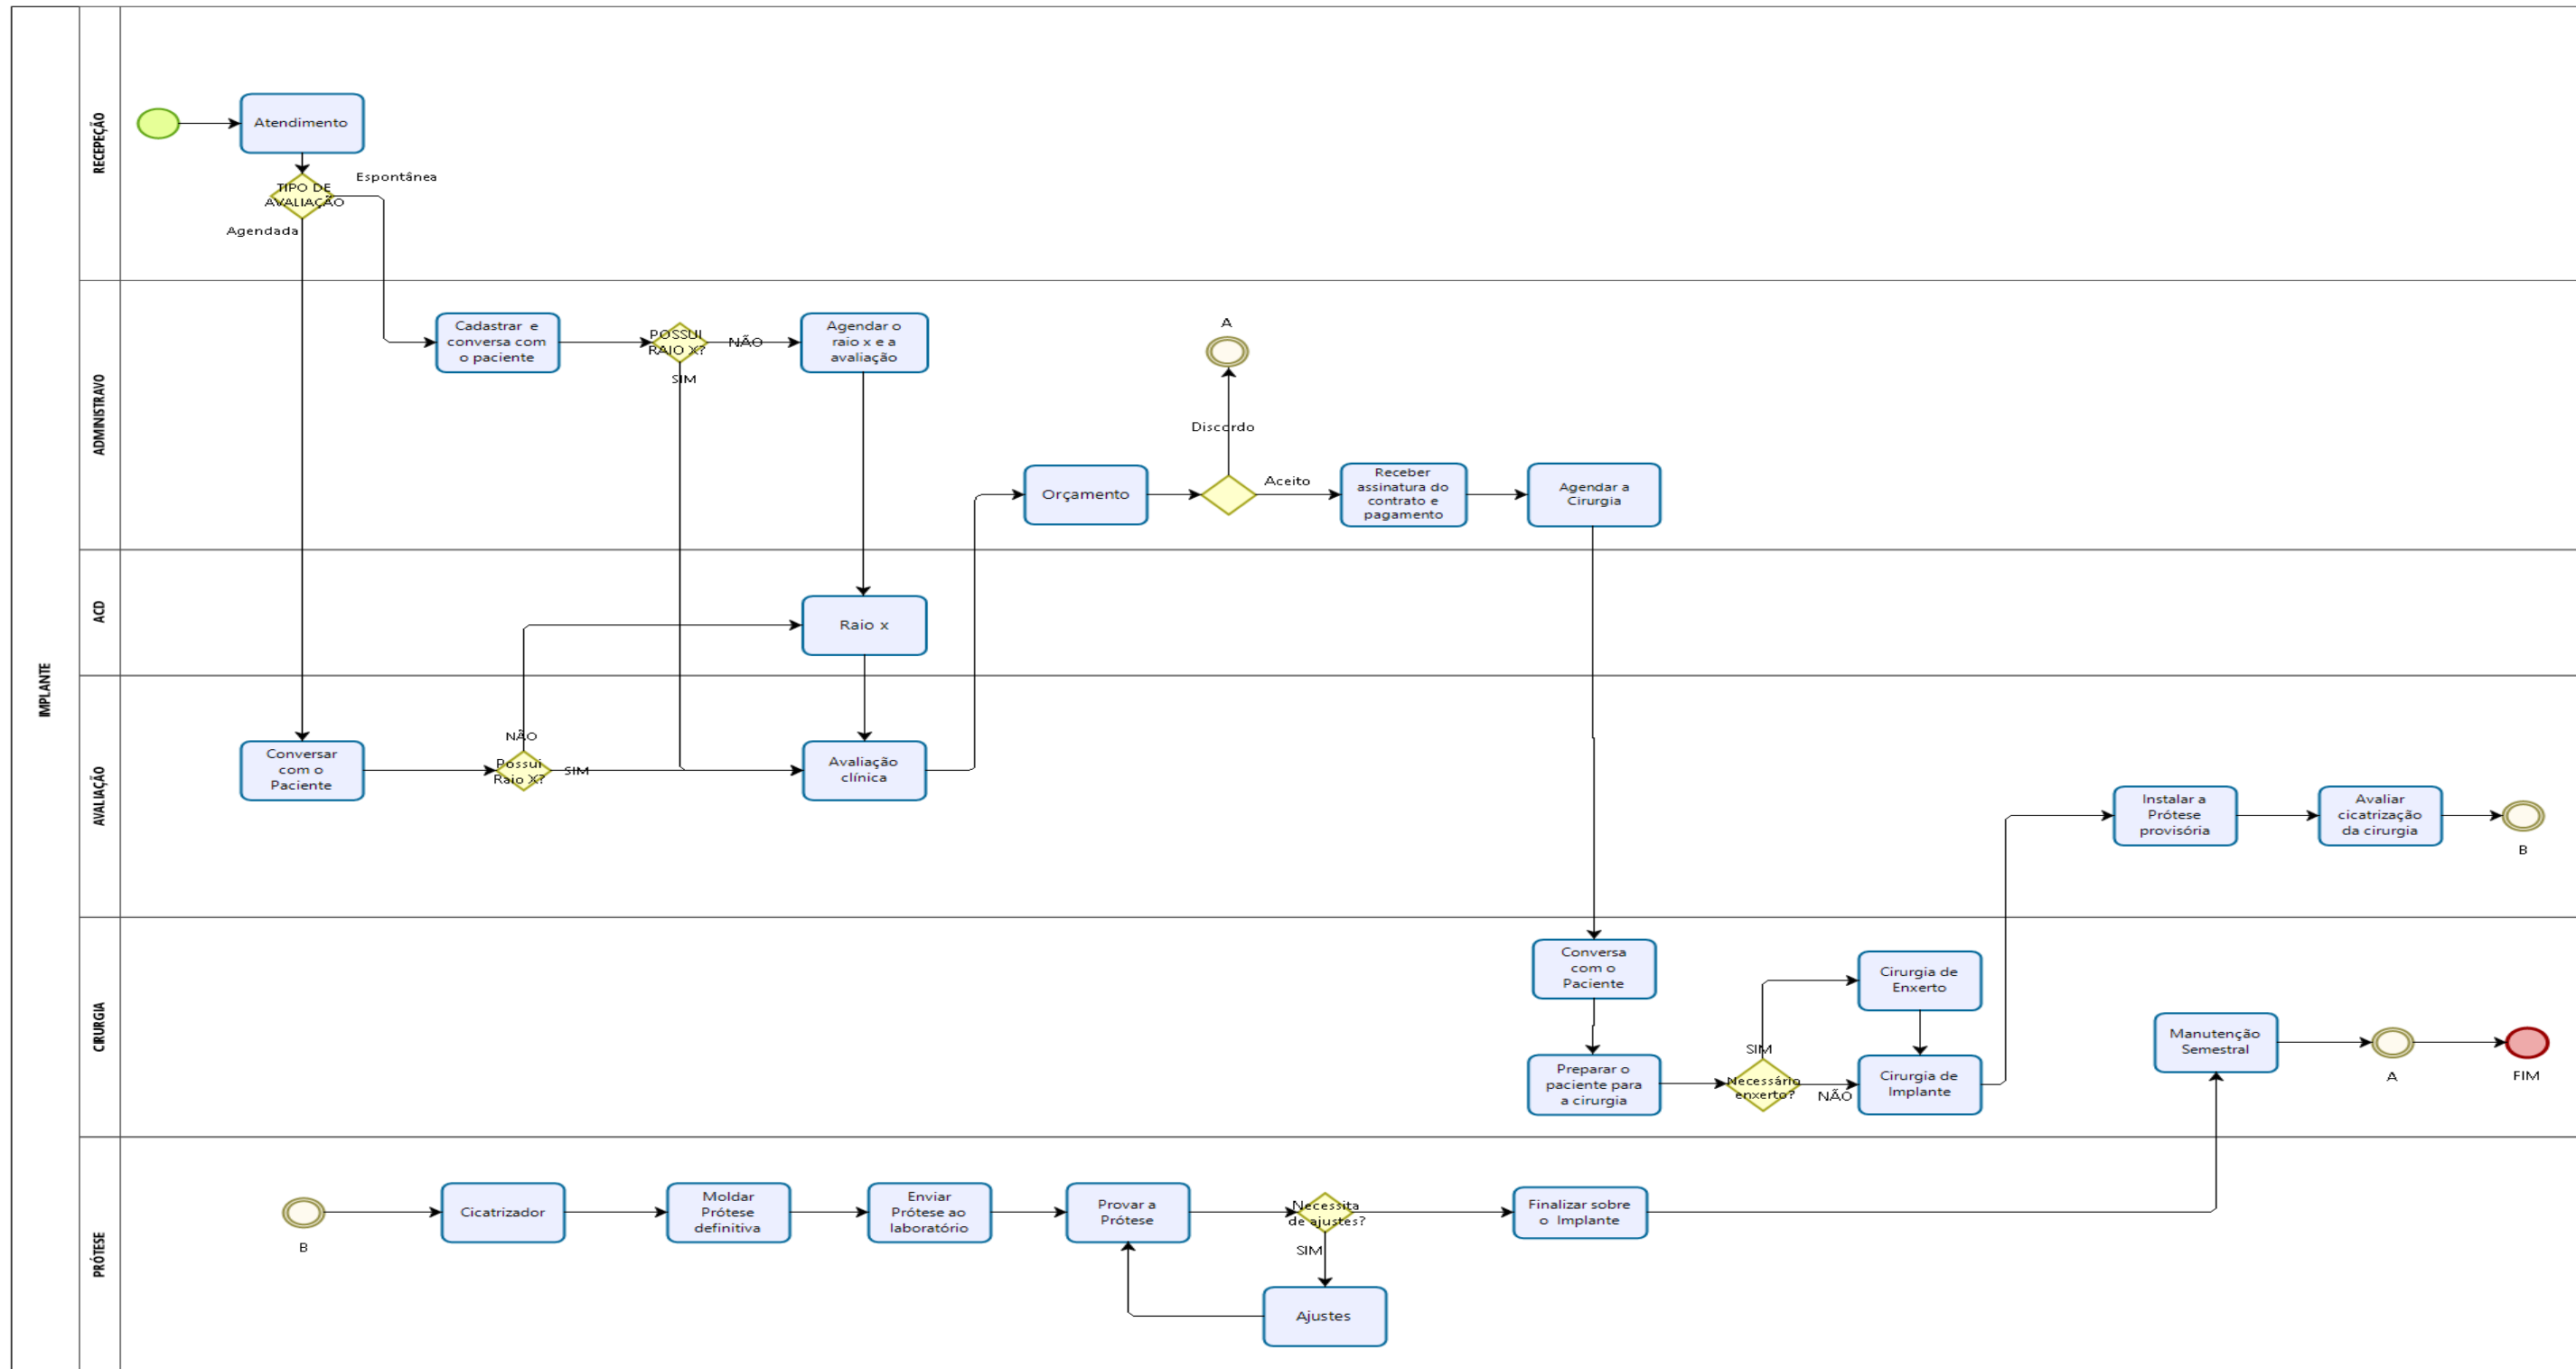 IMPLANTE
RECEPEÇÃO
Atendimento
TIPO DE
AVALIAÇÃO
Espontânea
Agendada
ADMINISTRAVO
Cadastrar e
conversa com
o paciente
POSSUI
RAIO X?
NÃO
SIM
Agendar o
raio x e a
avaliação
A
Discordo
Orçamento
Aceito
Receber
assinatura do
contrato e
pagamento
Agendar a
Cirurgia
ACD
Raio x
AVALIAÇÃO
Conversar
com o
Paciente
NÃO
Possui
Raio X?
SIM
Avaliação
clínica
Instalar a
Prótese
provisória
Avaliar
cicatrização
da cirurgia
B
CIRURGIA
Conversa
com o
Paciente
Preparar o
paciente para
a cirurgia
SIM
Necessário
enxerto?
NÃO
Cirurgia de
Enxerto
Cirurgia de
Implante
Manutenção
Semestral
A
FIM
PRÓTESE
B
Cicatrizador
Moldar
Prótese
definitiva
Enviar
Prótese ao
laboratório
Provar a
Prótese
Necessita
de ajustes?
SIM
Finalizar sobre
o Implante
Ajustes